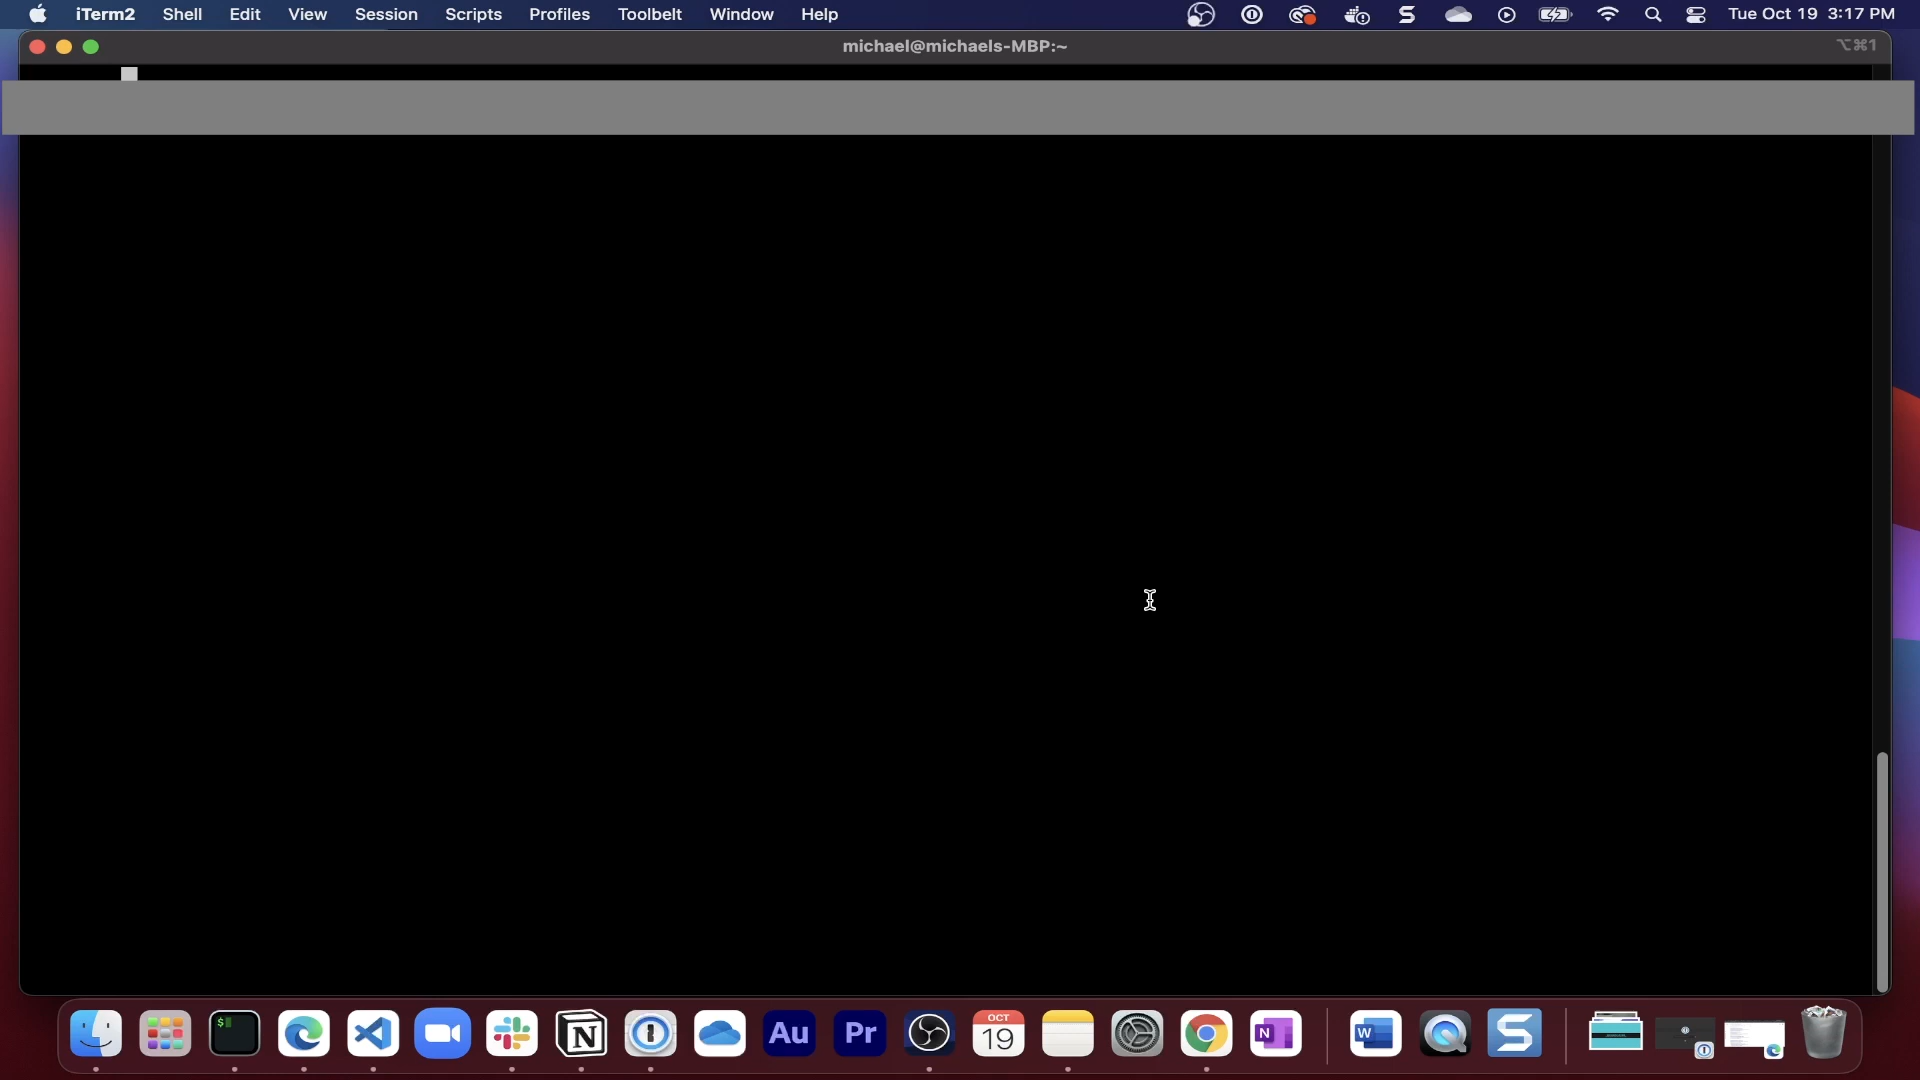 iTerm2 Shell Edit View Session Scripts Profiles Toolbelt Window Help Tue Oct 19 3:17 PM
michael@michaels-MBP:~ ⌥⌘1
$ N Au Pr OCT 19 N W S